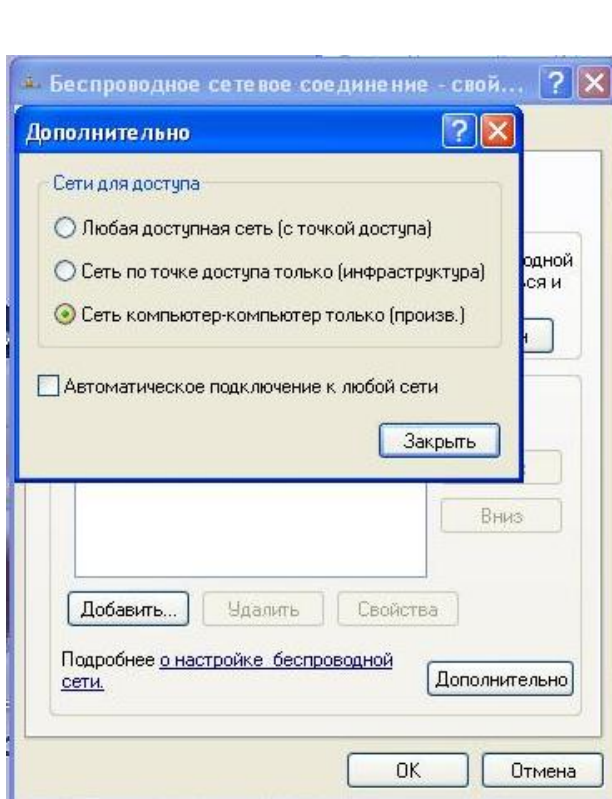 Беспроводное сетевое соединение - свой...
Дополнительно
Сети для доступа
Любая доступная сеть (с точкой доступа)
Сеть по точке доступа только (инфраструктура)
Сеть компьютер-компьютер только (произв.)
Автоматическое подключение к любой сети
Закрыть
Вниз
Добавить...
Удалить
Свойства
Подробнее о настройке беспроводной
сети.
Дополнительно
OK
Отмена